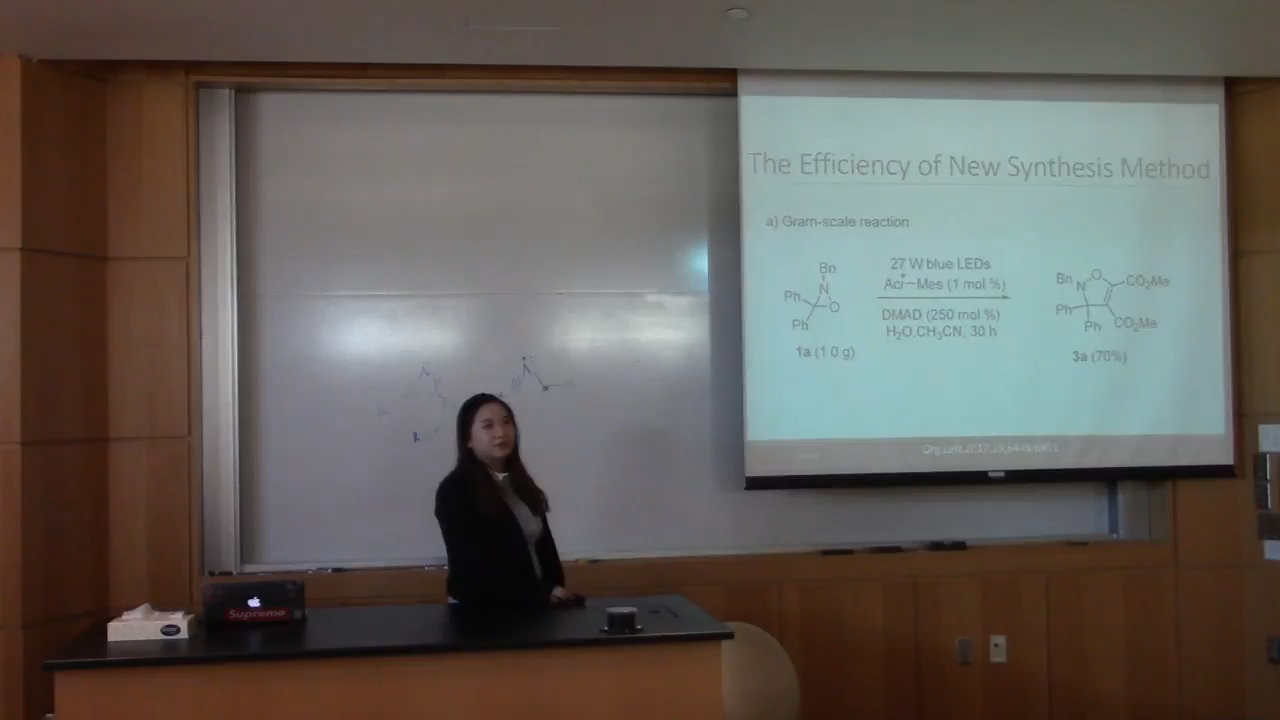 The Efficiency of New Synthesis Method
a) Gram-scale reaction
Bn
N
O
Ph
Ph
1a (1 0 g)
27 W blue LEDs
Acr+–Mes (1 mol %)
DMAD (250 mol %)
H2O,CH3CN, 30 h
Bn
N
O
CO2Me
Ph
Ph
CO2Me
3a (70%)
Supreme